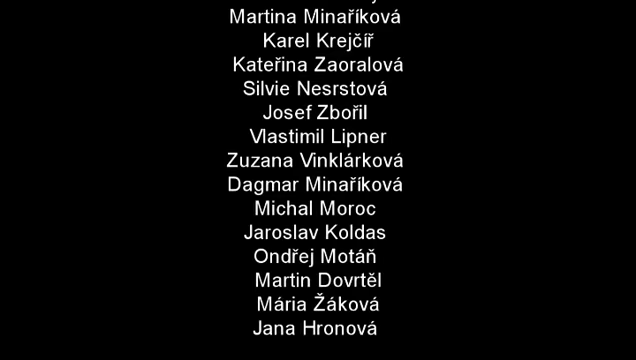 Martina Minaříková
Karel Krejčíř
Kateřina Zaoralová
Silvie Nesrstová
Josef Zbořil
Vlastimil Lipner
Zuzana Vinklárková
Dagmar Minaříková
Michal Moroc
Jaroslav Koldas
Ondřej Motáň
Martin Dovrtěl
Mária Žáková
Jana Hronová